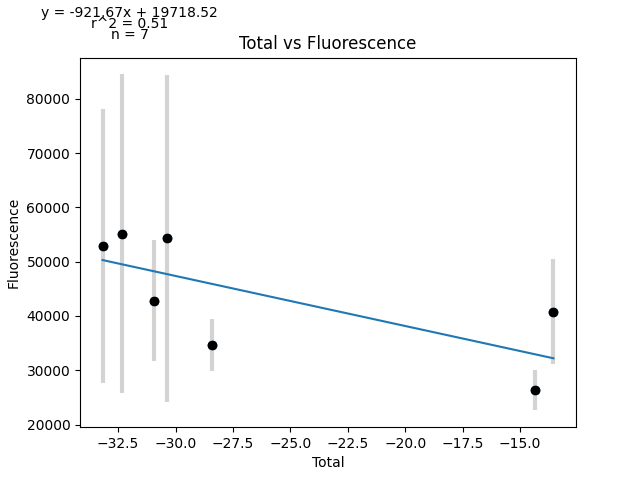 y = -921.67x + 19718.52
r^2 = 0.51
n = 7
Total vs Fluorescence
80000
70000
60000
50000
40000
30000
20000
Fluorescence
−32.5 −30.0 −27.5 −25.0 −22.5 −20.0 −17.5 −15.0
Total